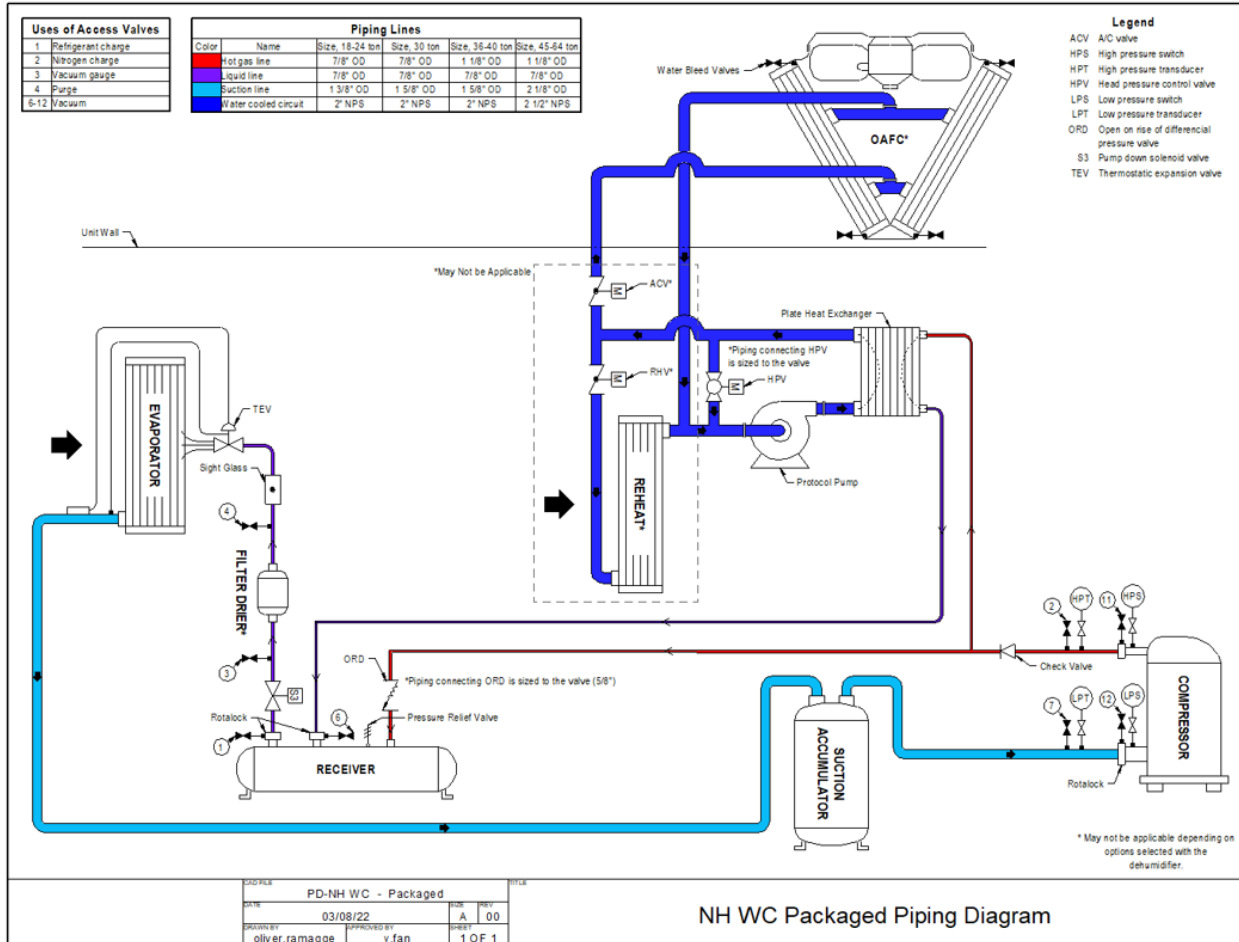 Uses of Access Valves
1 Refrigerant charge
2 Nitrogen charge
3 Vacuum gauge
4 Purge
6-12 Vacuum
Piping Lines
Color Name Size, 18-24 ton Size, 30 ton Size, 36-40 ton Size, 45-64 ton
Hot gas line 7/8" OD 7/8" OD 1 1/8" OD 1 1/8" OD
Liquid line 7/8" OD 7/8" OD 7/8" OD 7/8" OD
Suction line 1 3/8" OD 1 5/8" OD 1 5/8" OD 2 1/8" OD
Water cooled circuit 2" NPS 2" NPS 2" NPS 2 1/2" NPS
Legend
ACV A/C valve
HPS High pressure switch
HPT High pressure transducer
HPV Head pressure control valve
LPS Low pressure switch
LPT Low pressure transducer
ORD Open on rise of differencial
pressure valve
S3 Pump down solenoid valve
TEV Thermostatic expansion valve
Water Bleed Valves
OAFC*
Unit Wall
*May Not be Applicable
ACV*
M
Plate Heat Exchanger
*Piping connecting HPV
is sized to the valve
RHV*
M
HPV
M
TEV
EVAPORATOR
Sight Glass
4
REHEAT*
Protocol Pump
FILTER DRIER*
3
2
HPT
11
HPS
Check Valve
ORD
*Piping connecting ORD is sized to the valve (5/8")
S3
Rotalock
6
Pressure Relief Valve
1
RECEIVER
SUCTION
ACCUMULATOR
7
LPT
12
LPS
COMPRESSOR
Rotalock
* May not be applicable depending on
options selected with the
dehumidifier.
CAD FILE
PD-NH WC - Packaged
TITLE
DATE
03/08/22
SIZE
A
REV
00
DRAWN BY
oliver.ramagge
APPROVED BY
v.fan
SHEET
1 OF 1
NH WC Packaged Piping Diagram